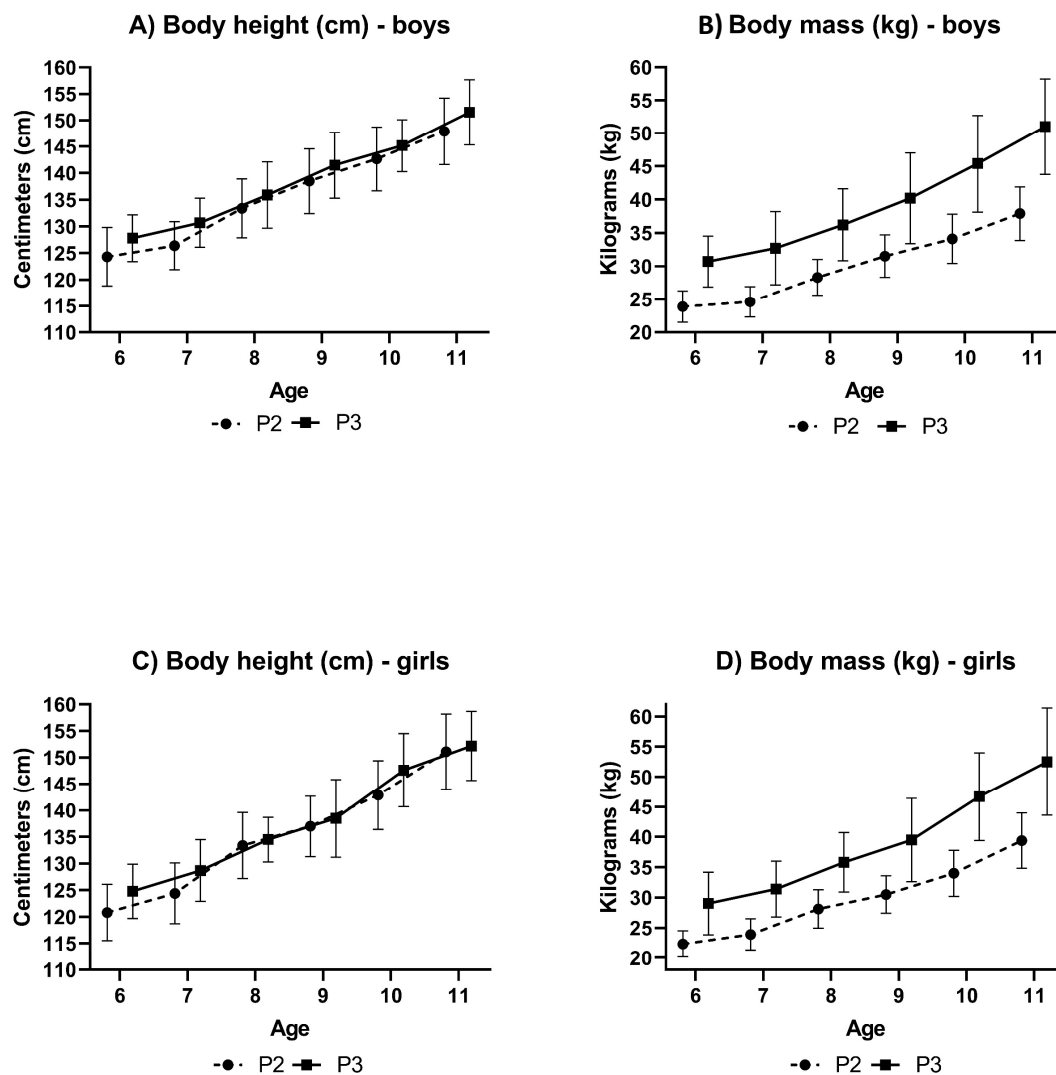 A) Body height (cm) - boys
Centimeters (cm)
160
155
150
145
140
135
130
125
120
115
110
6 7 8 9 10 11
Age
P2 P3
B) Body mass (kg) - boys
Kilograms (kg)
60
55
50
45
40
35
30
25
20
6 7 8 9 10 11
Age
P2 P3
C) Body height (cm) - girls
Centimeters (cm)
160
155
150
145
140
135
130
125
120
115
110
6 7 8 9 10 11
Age
P2 P3
D) Body mass (kg) - girls
Kilograms (kg)
60
55
50
45
40
35
30
25
20
6 7 8 9 10 11
Age
P2 P3